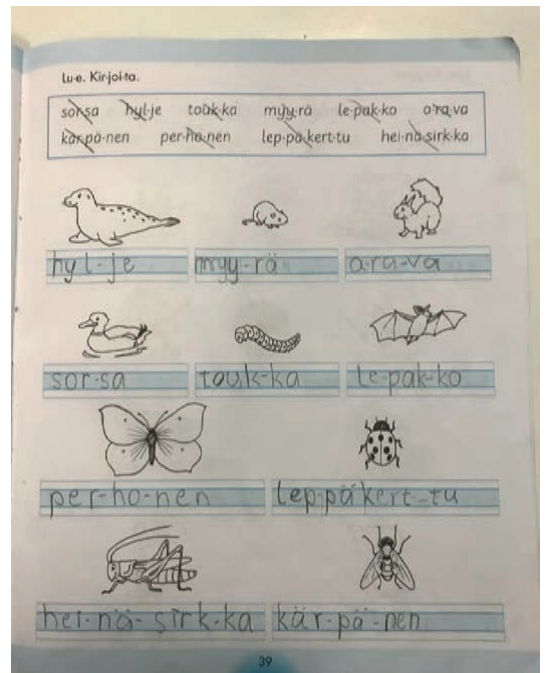 Lu-e. Kir-joi-ta.
sor-sa hyl-je touk-ka myy-rä le-pak-ko o-ra-va
kär-pä-nen per-ho-nen lep-pä-kert-tu hei-nä-sirk-ka
hyl-je myy-rä o-ra-va
sor-sa touk-ka le-pak-ko
per-ho-nen lep-päkert-tu
hei-nä-sirk-ka kär-pä-nen
39